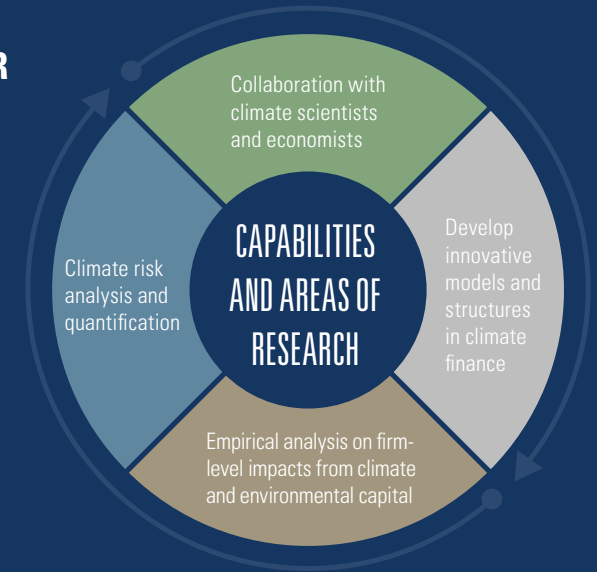 R
Collaboration with
climate scientists
and economists
Develop
innovative
models and
structures
in climate
finance
Empirical analysis on firm-
level impacts from climate
and environmental capital
Climate risk
analysis and
quantification
CAPABILITIES
AND AREAS OF
RESEARCH